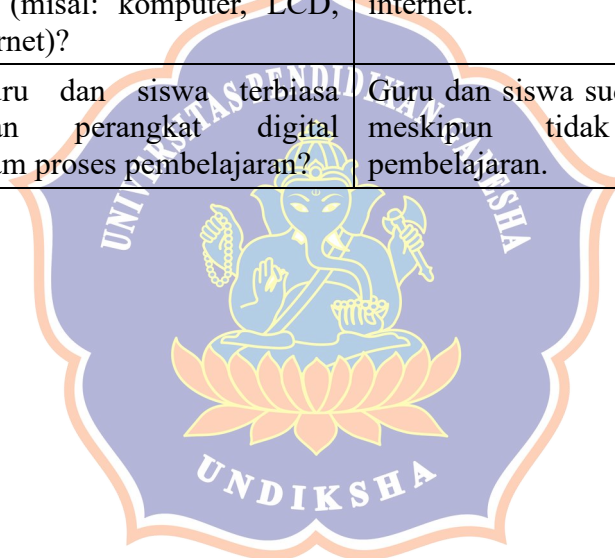 (misal: komputer, LCD,
rnet)?
internet.
ru dan siswa terbiasa
an perangkat digital
m proses pembelajaran?
Guru dan siswa su
meskipun tidak
pembelajaran.
UNIVERSITAS PENDIDIKAN GANESHA
UNDIKSHA